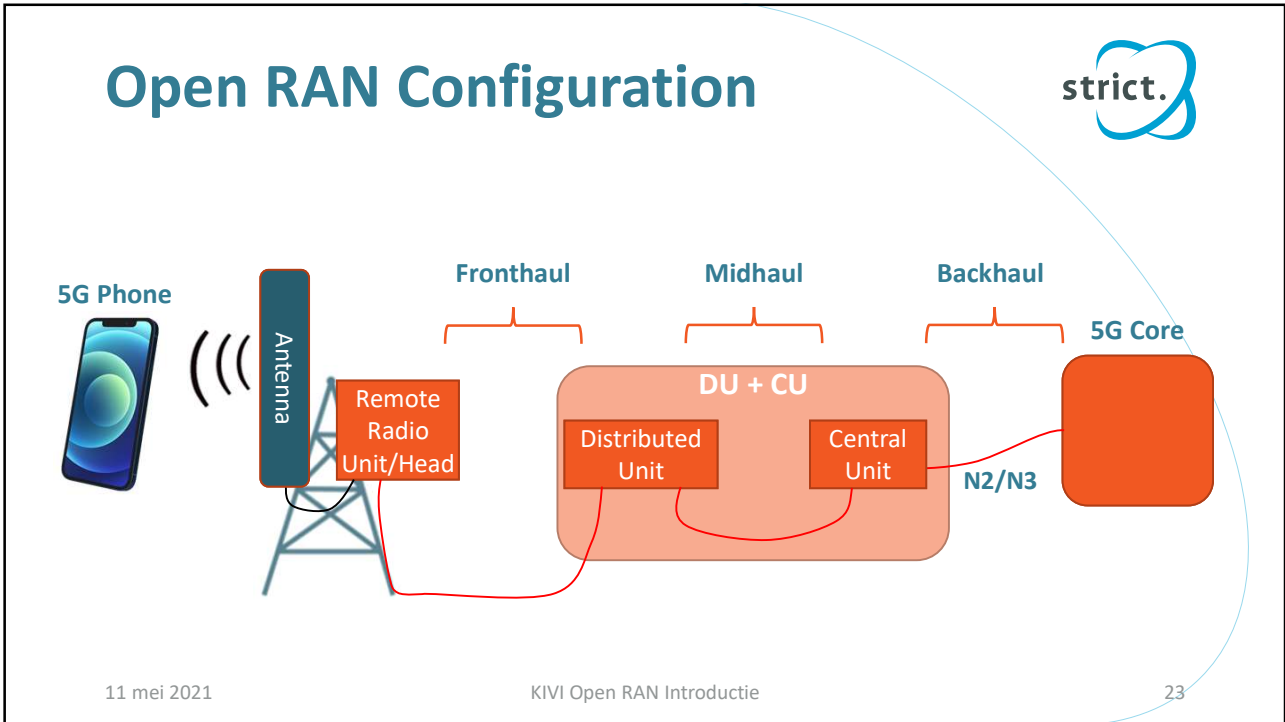 Open RAN Configuration
strict.
Fronthaul
Midhaul
Backhaul
5G Phone
5G Core
Antenna
DU + CU
Remote
Radio
Unit/Head
Distributed
Unit
Central
Unit
N2/N3
11 mei 2021
KIVI Open RAN Introductie
23